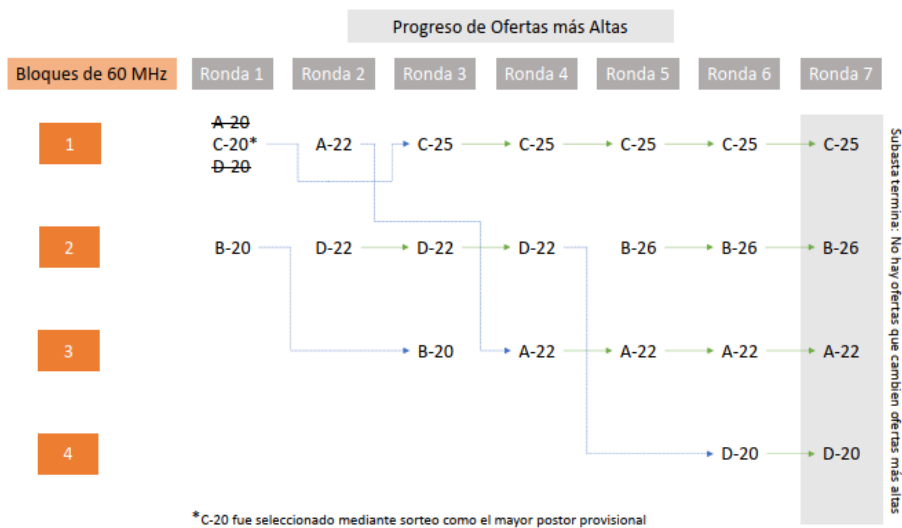 Progreso de Ofertas más Altas
Bloques de 60 MHz Ronda 1 Ronda 2 Ronda 3 Ronda 4 Ronda 5 Ronda 6 Ronda 7
A-20
1 C-20* A-22 C-25 C-25 C-25 C-25 C-25
D-20
2 B-20 D-22 D-22 D-22 B-26 B-26 B-26
3 B-20 A-22 A-22 A-22 A-22
4 D-20 D-20
Subasta termina: No hay ofertas que cambien ofertas más altas
*C-20 fue seleccionado mediante sorteo como el mayor postor provisional